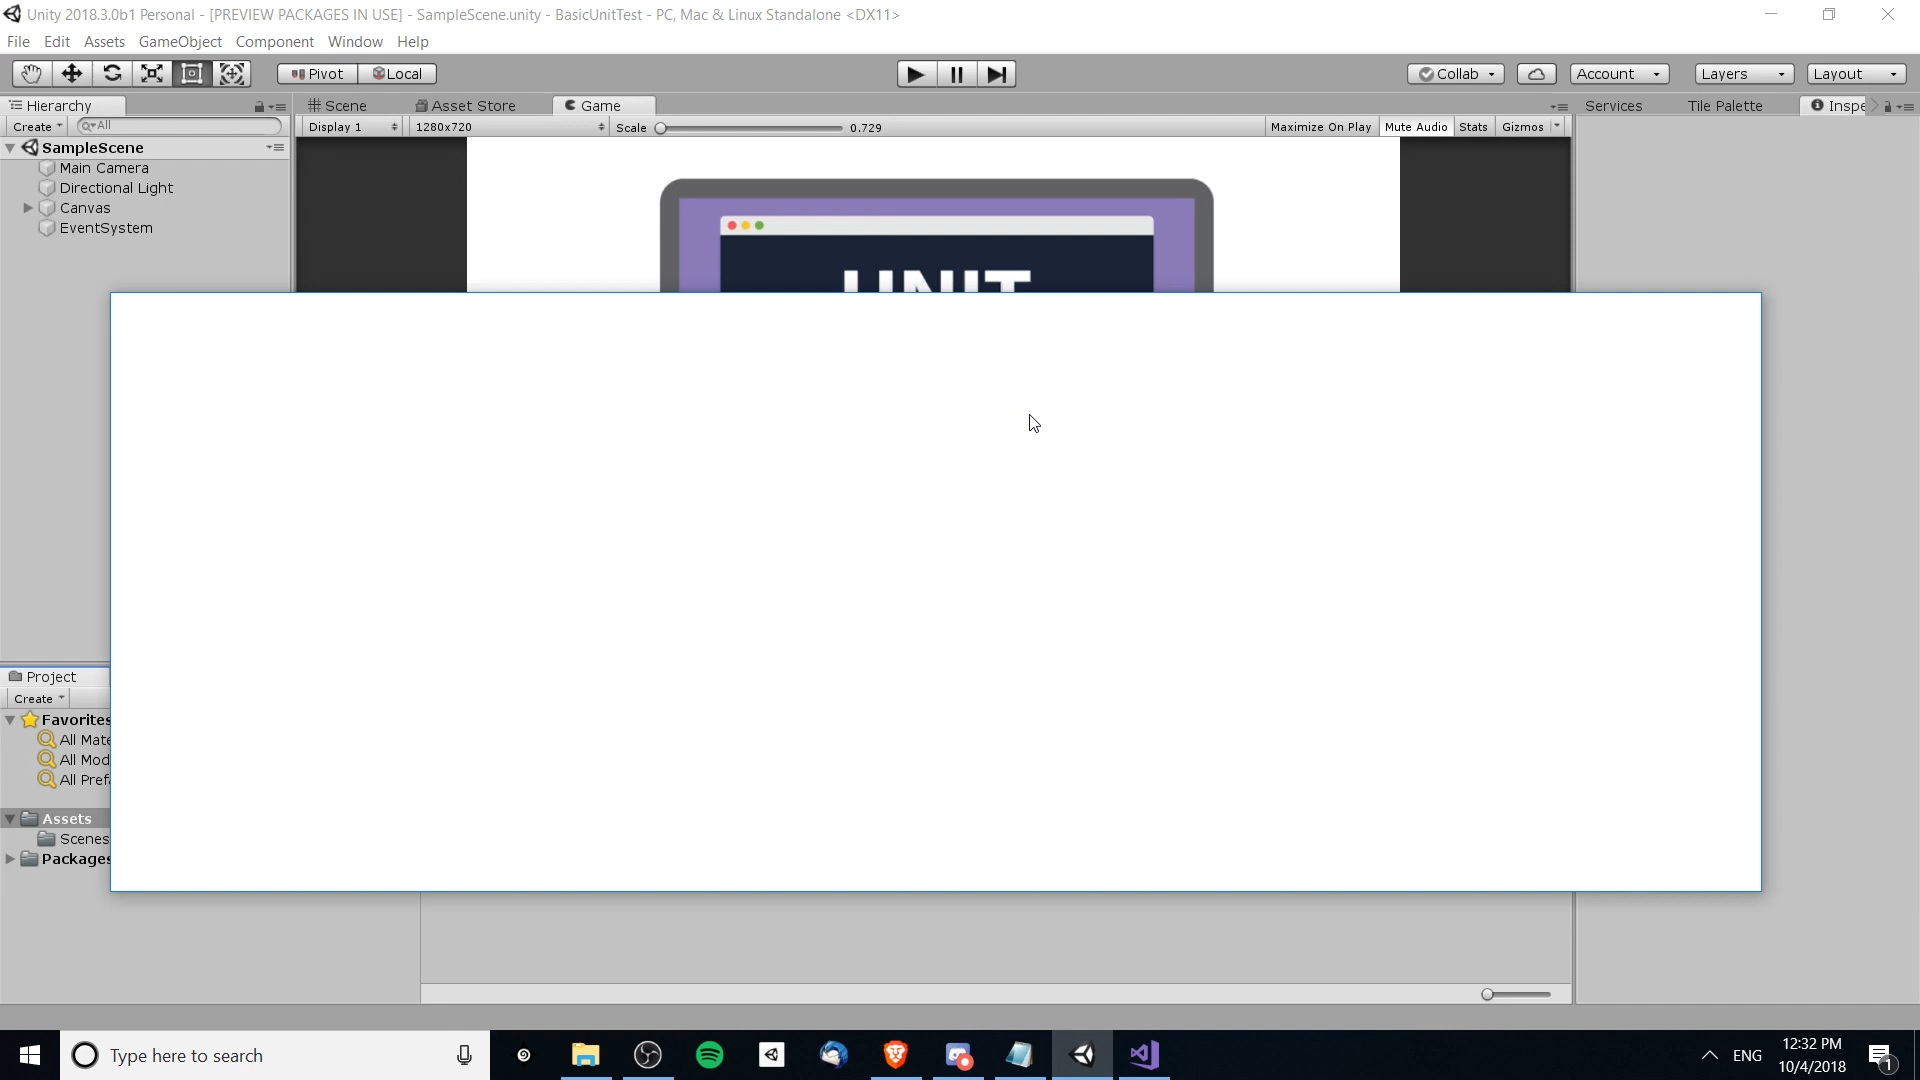 Unity 2018.3.0b1 Personal - [PREVIEW PACKAGES IN USE] - SampleScene.unity - BasicUnitTest - PC, Mac & Linux Standalone <DX11>
File Edit Assets GameObject Component Window Help
Pivot Local Collab Account Layers Layout
Hierarchy Scene Asset Store Game Services Tile Palette Inspe
Create All Display 1 1280x720 Scale 0.729 Maximize On Play Mute Audio Stats Gizmos
SampleScene
Main Camera
Directional Light
Canvas
EventSystem
UNIT
Project
Create
Favorites
All Mate
All Mod
All Prefa
Assets
Scenes
Packages
Type here to search
ENG
12:32 PM
10/4/2018
1